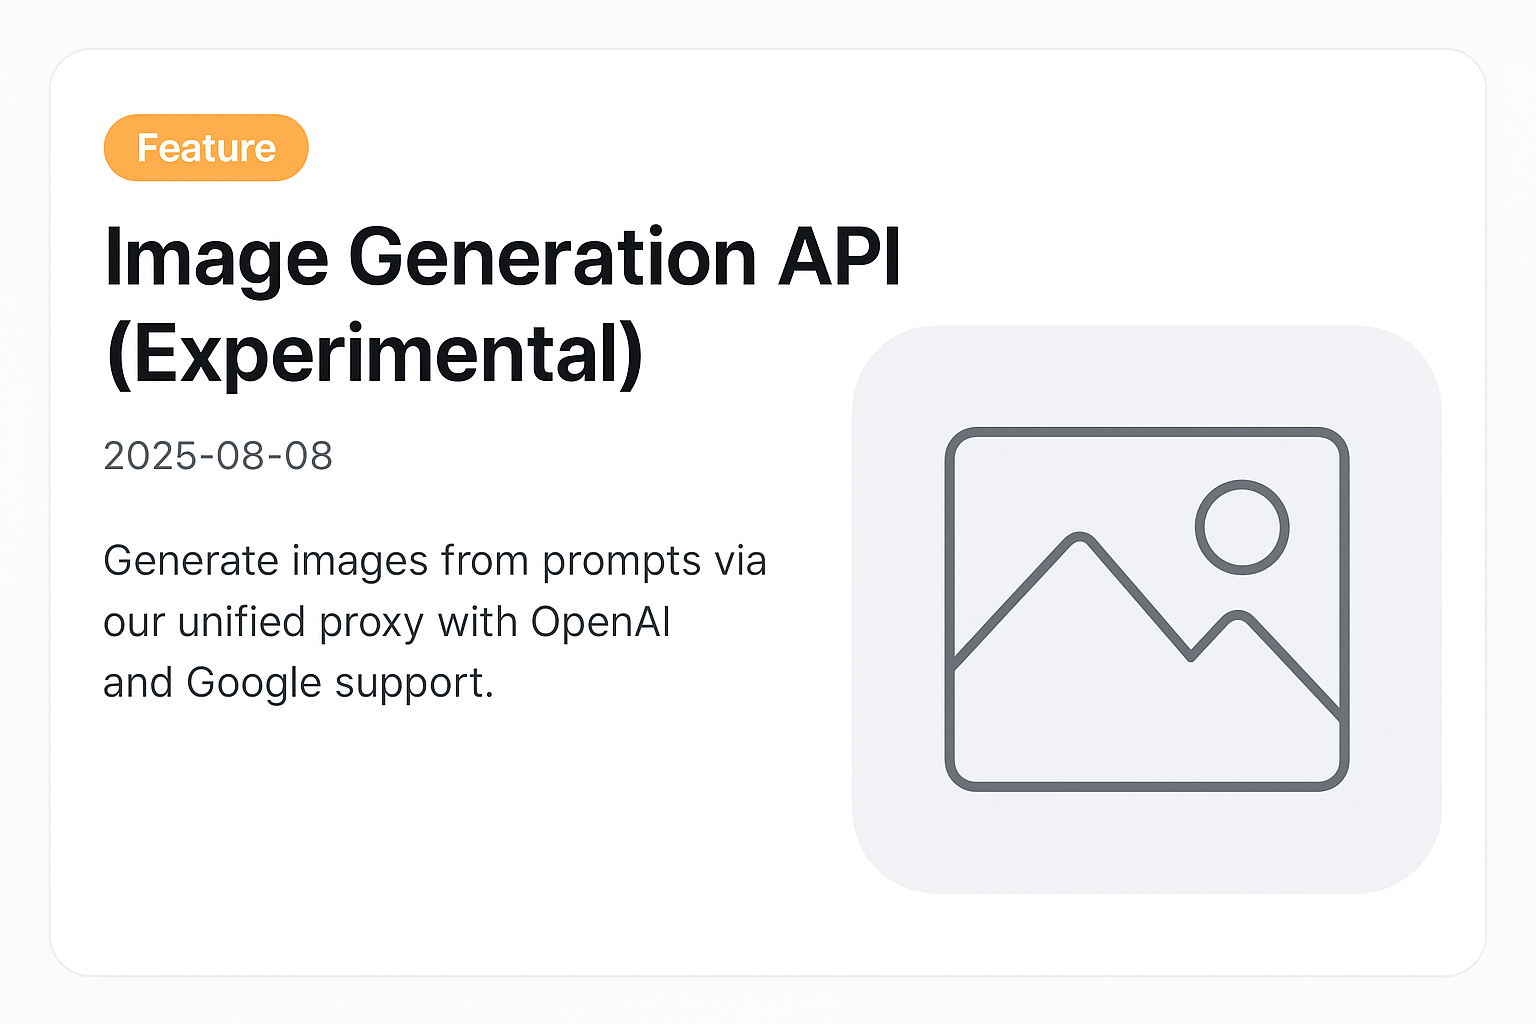 Feature
Image Generation API
(Experimental)
2025-08-08
Generate images from prompts via
our unified proxy with OpenAI
and Google support.